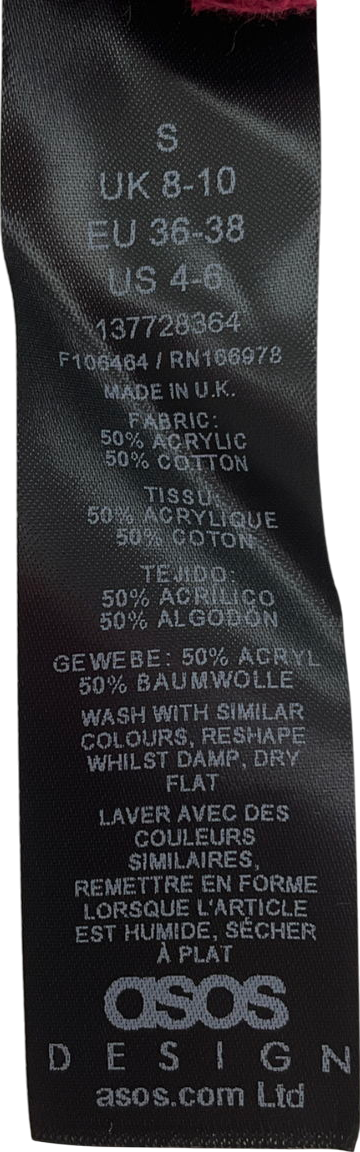 S
UK 8-10
EU 36-38
US 4-6
137728364
F106464 / RN166978
MADE IN U.K.
FABRIC:
50% ACRYLIC
50% COTTON
TISSU:
50% ACRYLIQUE
50% COTON
TEJIDO:
50% ACRÍLICO
50% ALGODÓN
GEWEBE: 50% ACRYL
50% BAUMWOLLE
WASH WITH SIMILAR
COLOURS, RESHAPE
WHILST DAMP, DRY
FLAT
LAVER AVEC DES
COULEURS
SIMILAIRES,
REMETTRE EN FORME
LORSQUE L'ARTICLE
EST HUMIDE, SÉCHER
À PLAT
asos
DESIGN
asos.com Ltd